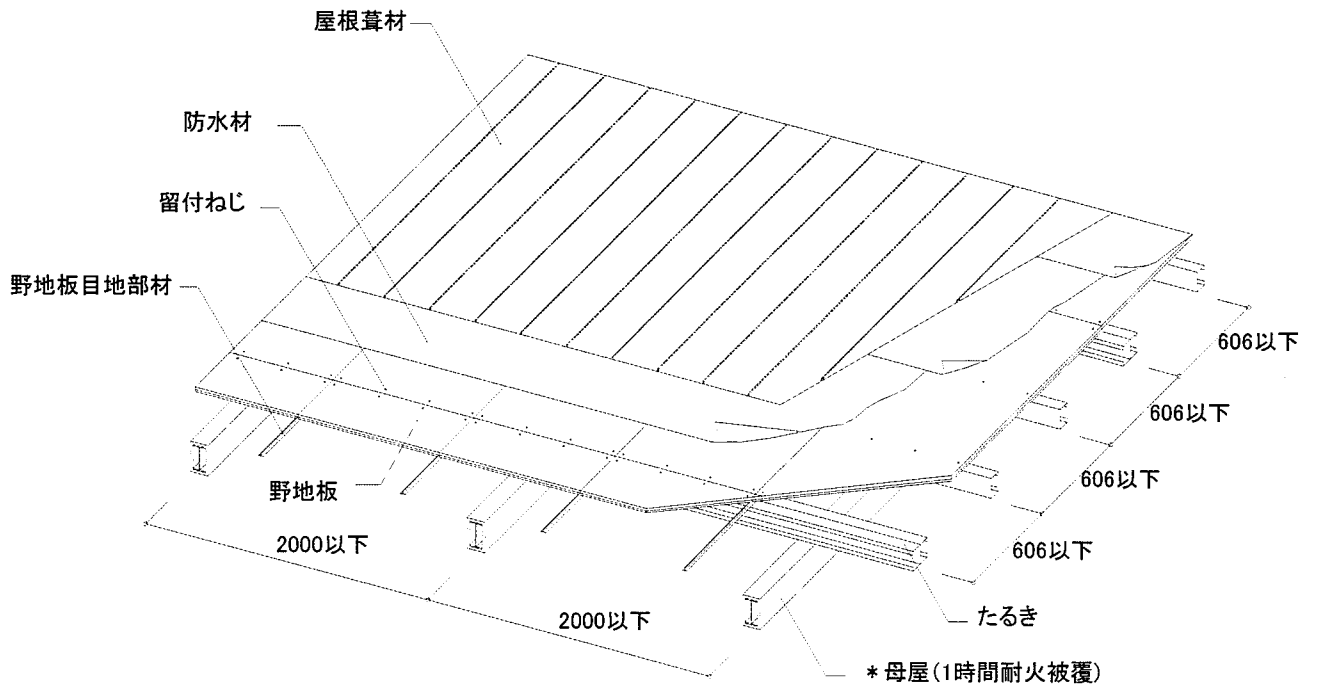 屋根葺材
防水材
留付ねじ
野地板目地部材
野地板
2000以下
2000以下
606以下
606以下
606以下
606以下
たるき
*母屋(1時間耐火被覆)